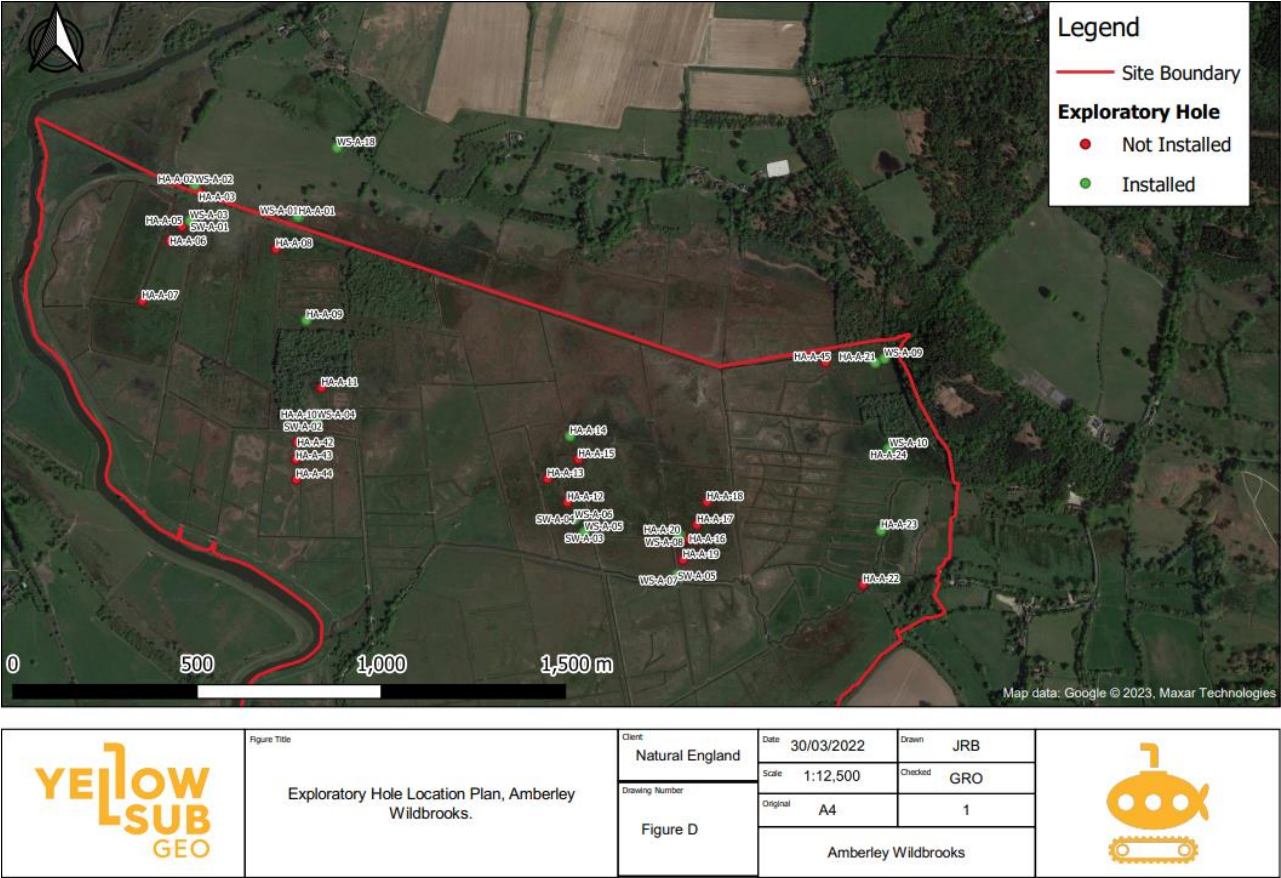 Legend
Site Boundary
Exploratory Hole
Not Installed
Installed
WS-A-18
HA-A-02WS-A-02
HA-A-03
WS-A-01HA-A-01
WS-A-03
HA-A-05
SW-A-01
HA-A-06
HA-A-08
HA-A-07
HA-A-09
WS-A-09
HA-A-45
HA-A-21
HA-A-11
HA-A-10WS-A-04
SW-A-02
HA-A-42
HA-A-43
HA-A-44
HA-A-14
HA-A-15
HA-A-13
HA-A-12
WS-A-06
SW-A-04
WS-A-05
SW-A-03
HA-A-18
HA-A-17
HA-A-20
HA-A-16
WS-A-08
HA-A-19
WS-A-07
SW-A-05
WS-A-10
HA-A-24
HA-A-23
HA-A-22
0 500 1,000 1,500 m
Map data: Google © 2023, Maxar Technologies
YELLOW
SUB
GEO
Figure Title
Exploratory Hole Location Plan, Amberley
Wildbrooks.
Client
Natural England
Drawing Number
Figure D
Date 30/03/2022
Drawn JRB
Scale 1:12,500
Checked GRO
Original A4
1
Amberley Wildbrooks